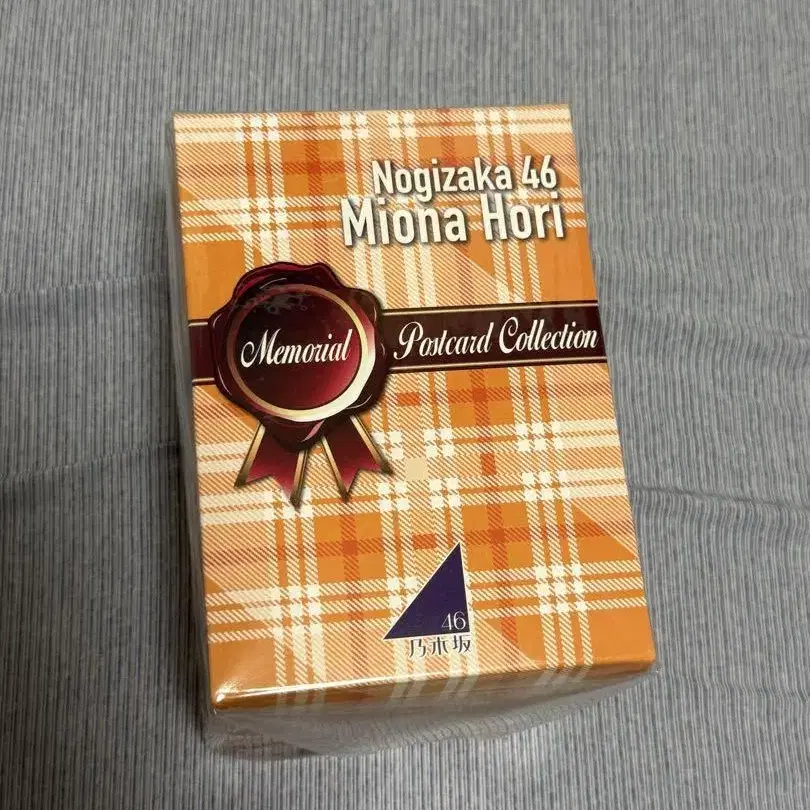 Nogizaka 46
Miona Hori
Memorial Postcard Collection
46
乃木坂